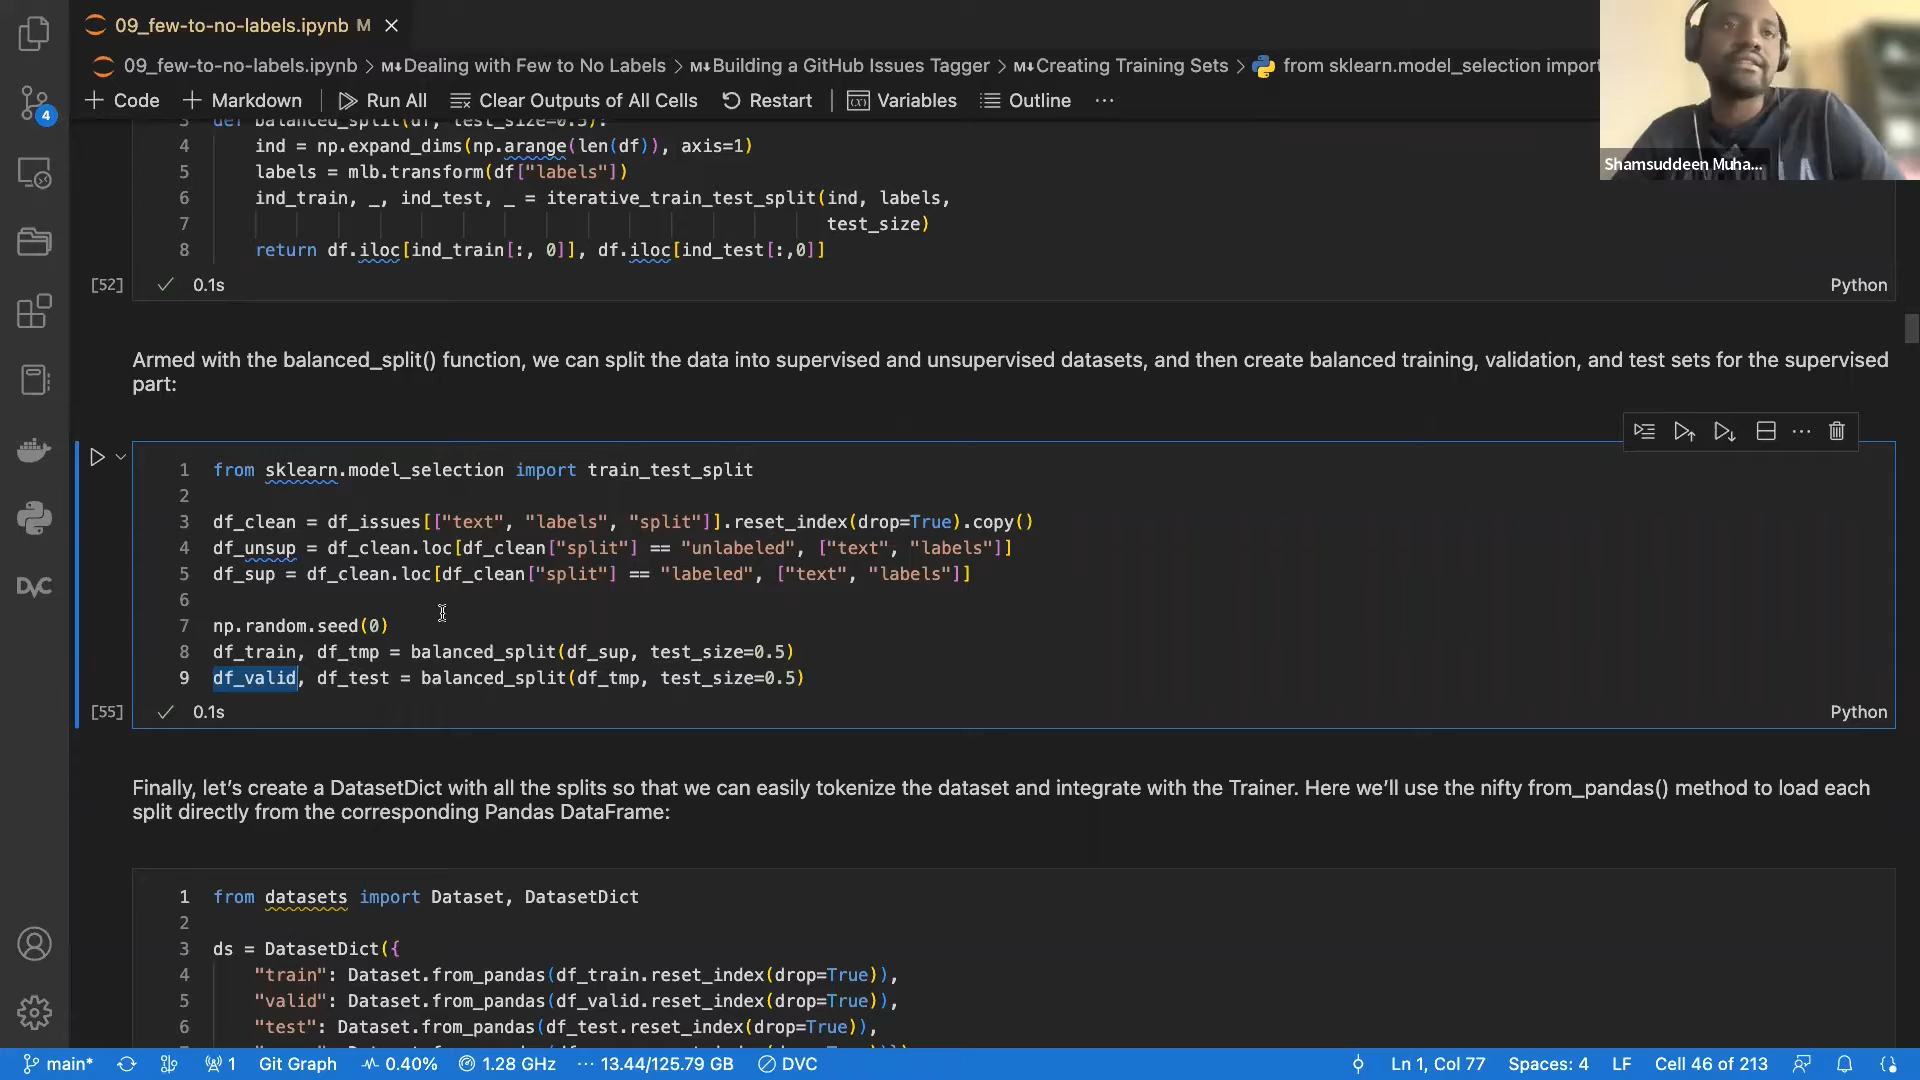 09_few-to-no-labels.ipynb M
09_few-to-no-labels.ipynb > M↓Dealing with Few to No Labels > M↓Building a GitHub Issues Tagger > M↓Creating Training Sets > from sklearn.model_selection import
+ Code + Markdown Run All Clear Outputs of All Cells Restart Variables Outline ...
Shamsuddeen Muha...
4
3 def balanced_split(df, test_size=0.5):
4 ind = np.expand_dims(np.arange(len(df)), axis=1)
5 labels = mlb.transform(df["labels"])
6 ind_train, _, ind_test, _ = iterative_train_test_split(ind, labels,
7 test_size)
8 return df.iloc[ind_train[:, 0]], df.iloc[ind_test[:,0]]
[52] 0.1s Python
Armed with the balanced_split() function, we can split the data into supervised and unsupervised datasets, and then create balanced training, validation, and test sets for the supervised
part:
1 from sklearn.model_selection import train_test_split
2
3 df_clean = df_issues[["text", "labels", "split"]].reset_index(drop=True).copy()
4 df_unsup = df_clean.loc[df_clean["split"] == "unlabeled", ["text", "labels"]]
5 df_sup = df_clean.loc[df_clean["split"] == "labeled", ["text", "labels"]]
6
7 np.random.seed(0)
8 df_train, df_tmp = balanced_split(df_sup, test_size=0.5)
9 df_valid, df_test = balanced_split(df_tmp, test_size=0.5)
[55] 0.1s Python
DVC
Finally, let's create a DatasetDict with all the splits so that we can easily tokenize the dataset and integrate with the Trainer. Here we'll use the nifty from_pandas() method to load each
split directly from the corresponding Pandas DataFrame:
1 from datasets import Dataset, DatasetDict
2
3 ds = DatasetDict({
4 "train": Dataset.from_pandas(df_train.reset_index(drop=True)),
5 "valid": Dataset.from_pandas(df_valid.reset_index(drop=True)),
6 "test": Dataset.from_pandas(df_test.reset_index(drop=True)),
main* 1 Git Graph 0.40% 1.28 GHz ... 13.44/125.79 GB DVC Ln 1, Col 77 Spaces: 4 LF Cell 46 of 213